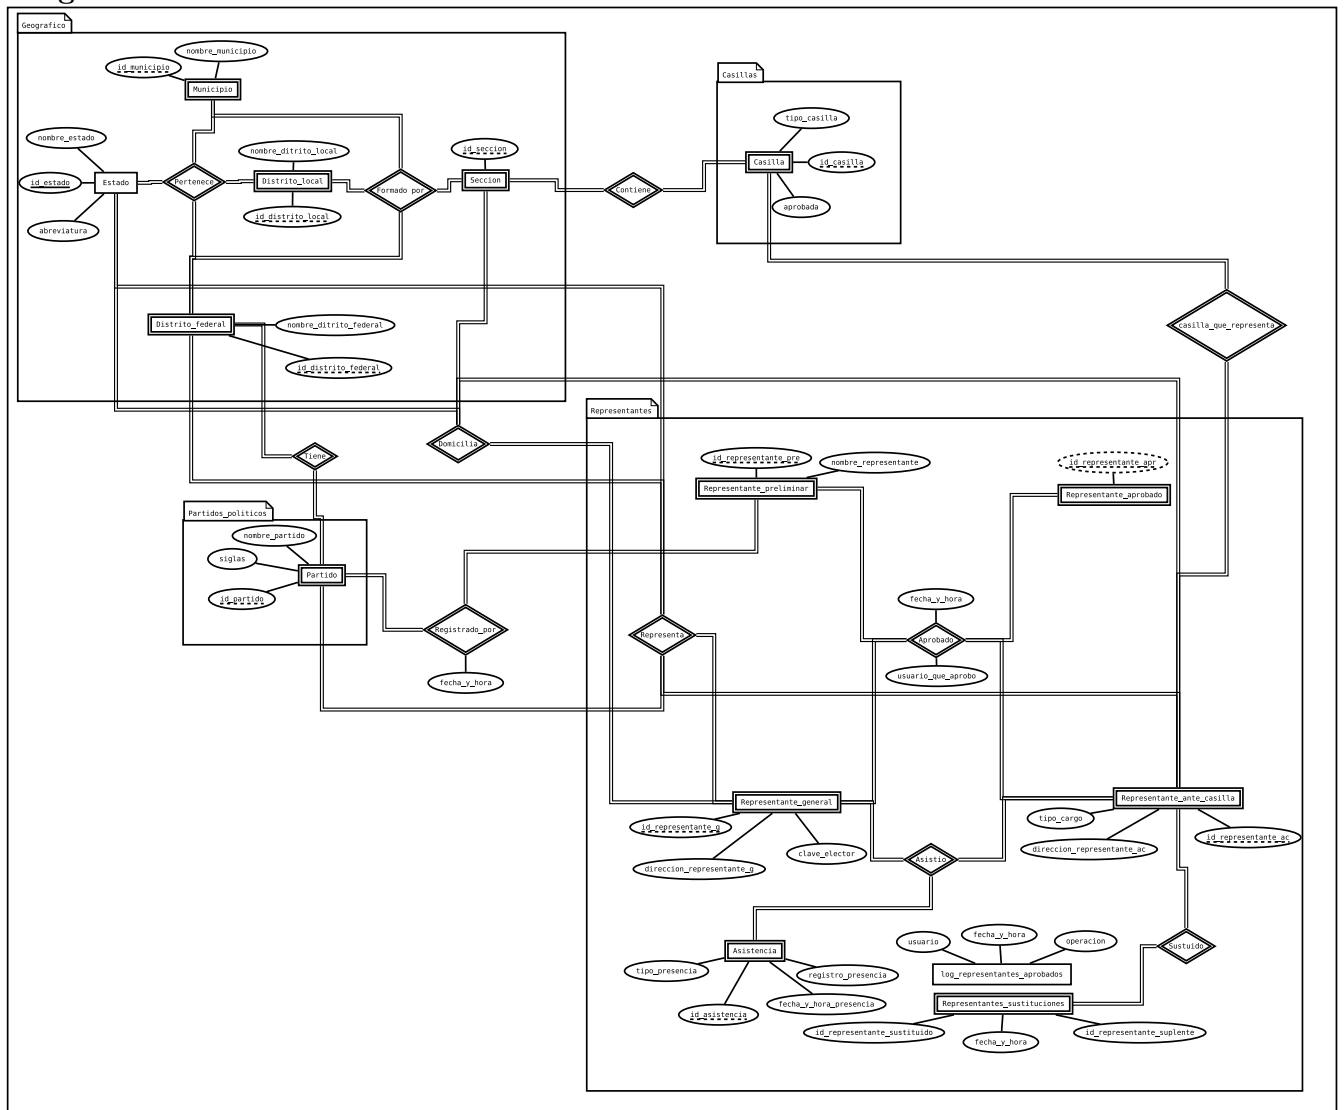 Geografico
nombre_municipio
id_municipio
Municipio
Casillas
tipo_casilla
nombre_estado
nombre_ditrito_local
id_seccion
Casilla
id_casilla
id_estado
Estado
Pertenece
Distrito_local
Formado por
Seccion
Contiene
aprobada
id_distrito_local
abreviatura
Distrito_federal
nombre_ditrito_federal
casilla_que_representa
id_distrito_federal
Representantes
Domicilia
Tiene
id_representante_pre
nombre_representante
id_representante_apr
Representante_preliminar
Representante_aprobado
Partidos_politicos
nombre_partido
siglas
Partido
id_partido
fecha_y_hora
Registrado_por
Representa
Aprobado
usuario_que_aprobo
fecha_y_hora
Representante_general
Representante_ante_casilla
id_representante_g
tipo_cargo
id_representante_ac
clave_elector
direccion_representante_ac
direccion_representante_g
Asistio
usuario
fecha_y_hora
operacion
Sustuido
Asistencia
tipo_presencia
registro_presencia
log_representantes_aprobados
fecha_y_hora_presencia
Representantes_sustituciones
id_asistencia
id_representante_sustituido
fecha_y_hora
id_representante_suplente